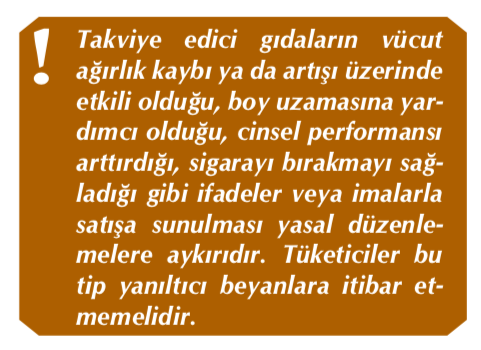 !
Takviye edici gıdaların vücut
ağırlık kaybı ya da artışı üzerinde
etkili olduğu, boy uzamasına yar-
dımcı olduğu, cinsel performansı
arttırdığı, sigarayı bırakmayı sağ-
ladığı gibi ifadeler veya imalarla
satışa sunulması yasal düzenle-
melere aykırıdır. Tüketiciler bu
tip yanıltıcı beyanlara itibar et-
memelidir.